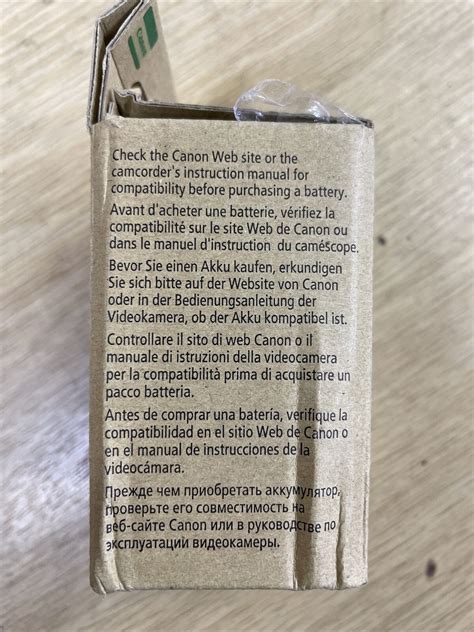 Check the Canon Web site or the
camcorder's instruction manual for
compatibility before purchasing a battery.
Avant d'acheter une batterie, vérifiez la
compatibilité sur le site Web de Canon ou
dans le manuel d'instruction du caméscope.
Bevor Sie einen Akku kaufen, erkundigen
Sie sich bitte auf der Website von Canon
oder in der Bedienungsanleitung der
Videokamera, ob der Akku kompatibel ist.
Controllare il sito di web Canon o il
manuale di istruzioni della videocamera
per la compatibilità prima di acquistare un
pacco batteria.
Antes de comprar una batería, verifique la
compatibilidad en el sitio Web de Canon o
en el manual de instrucciones de la
videocámara.
Прежде чем приобретать аккумулятор,
проверьте его совместимость на
веб-сайте Canon или в руководстве по
эксплуатации видеокамеры.